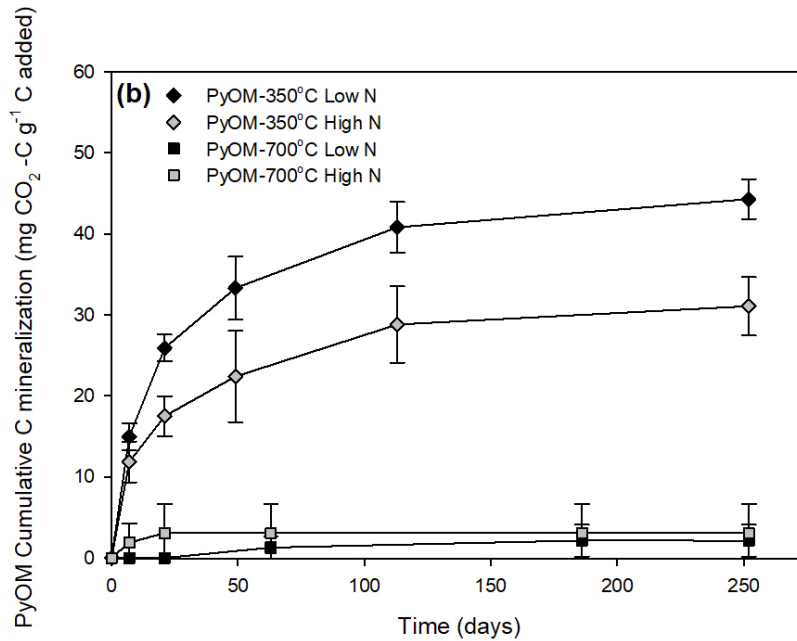 PyOM Cumulative C mineralization (mg CO₂ -C g⁻¹ C added)
60
50
40
30
20
10
0
(b)
PyOM-350°C Low N
PyOM-350°C High N
PyOM-700°C Low N
PyOM-700°C High N
0
50
100
150
200
250
Time (days)